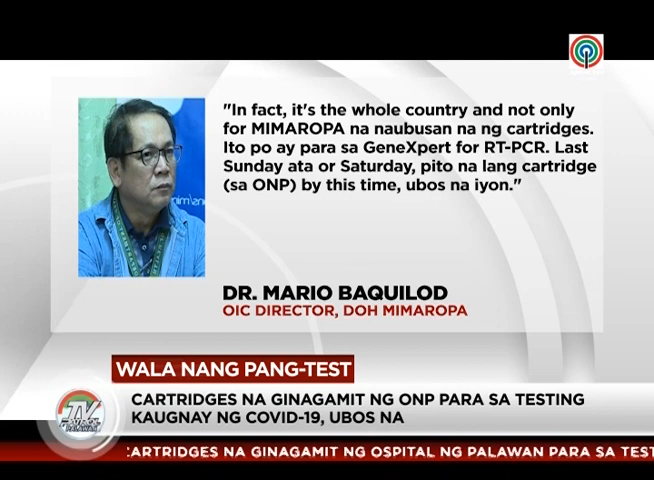 "In fact, it's the whole country and not only
for MIMAROPA na naubusan na ng cartridges.
Ito po ay para sa GeneXpert for RT-PCR. Last
Sunday ata or Saturday, pito na lang cartridge
(sa ONP) by this time, ubos na iyon."
DR. MARIO BAQUILOD
OIC DIRECTOR, DOH MIMAROPA
WALA NANG PANG-TEST
CARTRIDGES NA GINAGAMIT NG ONP PARA SA TESTING
KAUGNAY NG COVID-19, UBOS NA
TV
PATROL
PALAWAN
CARTRIDGES NA GINAGAMIT NG OSPITAL NG PALAWAN PARA SA TEST